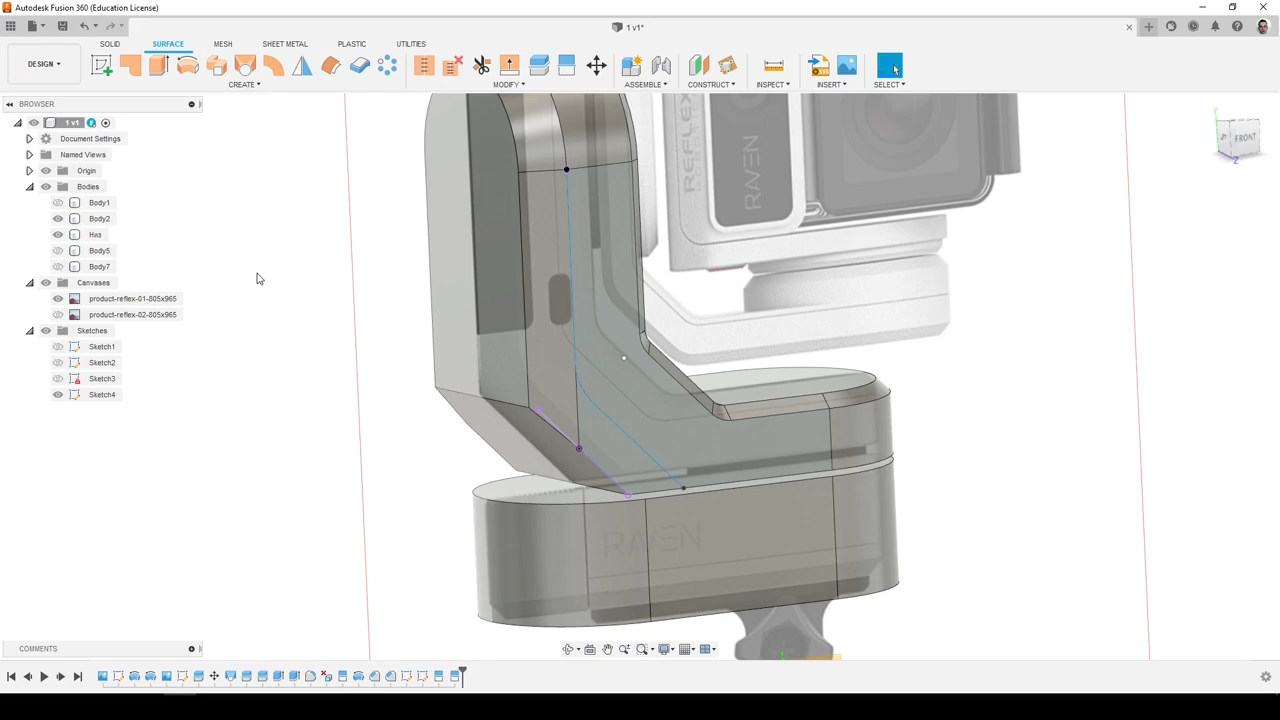 Autodesk Fusion 360 (Education License)
1 v1*
DESIGN
SOLID
SURFACE
MESH
SHEET METAL
PLASTIC
UTILITIES
CREATE
MODIFY
ASSEMBLE
CONSTRUCT
INSPECT
INSERT
SELECT
BROWSER
1 v1
Document Settings
Named Views
Origin
Bodies
Body1
Body2
Низ
Body5
Body7
Canvases
product-reflex-01-805x965
product-reflex-02-805x965
Sketches
Sketch1
Sketch2
Sketch3
Sketch4
REFLEX
RAVEN
RAVEN
FRONT
Y
Z
COMMENTS